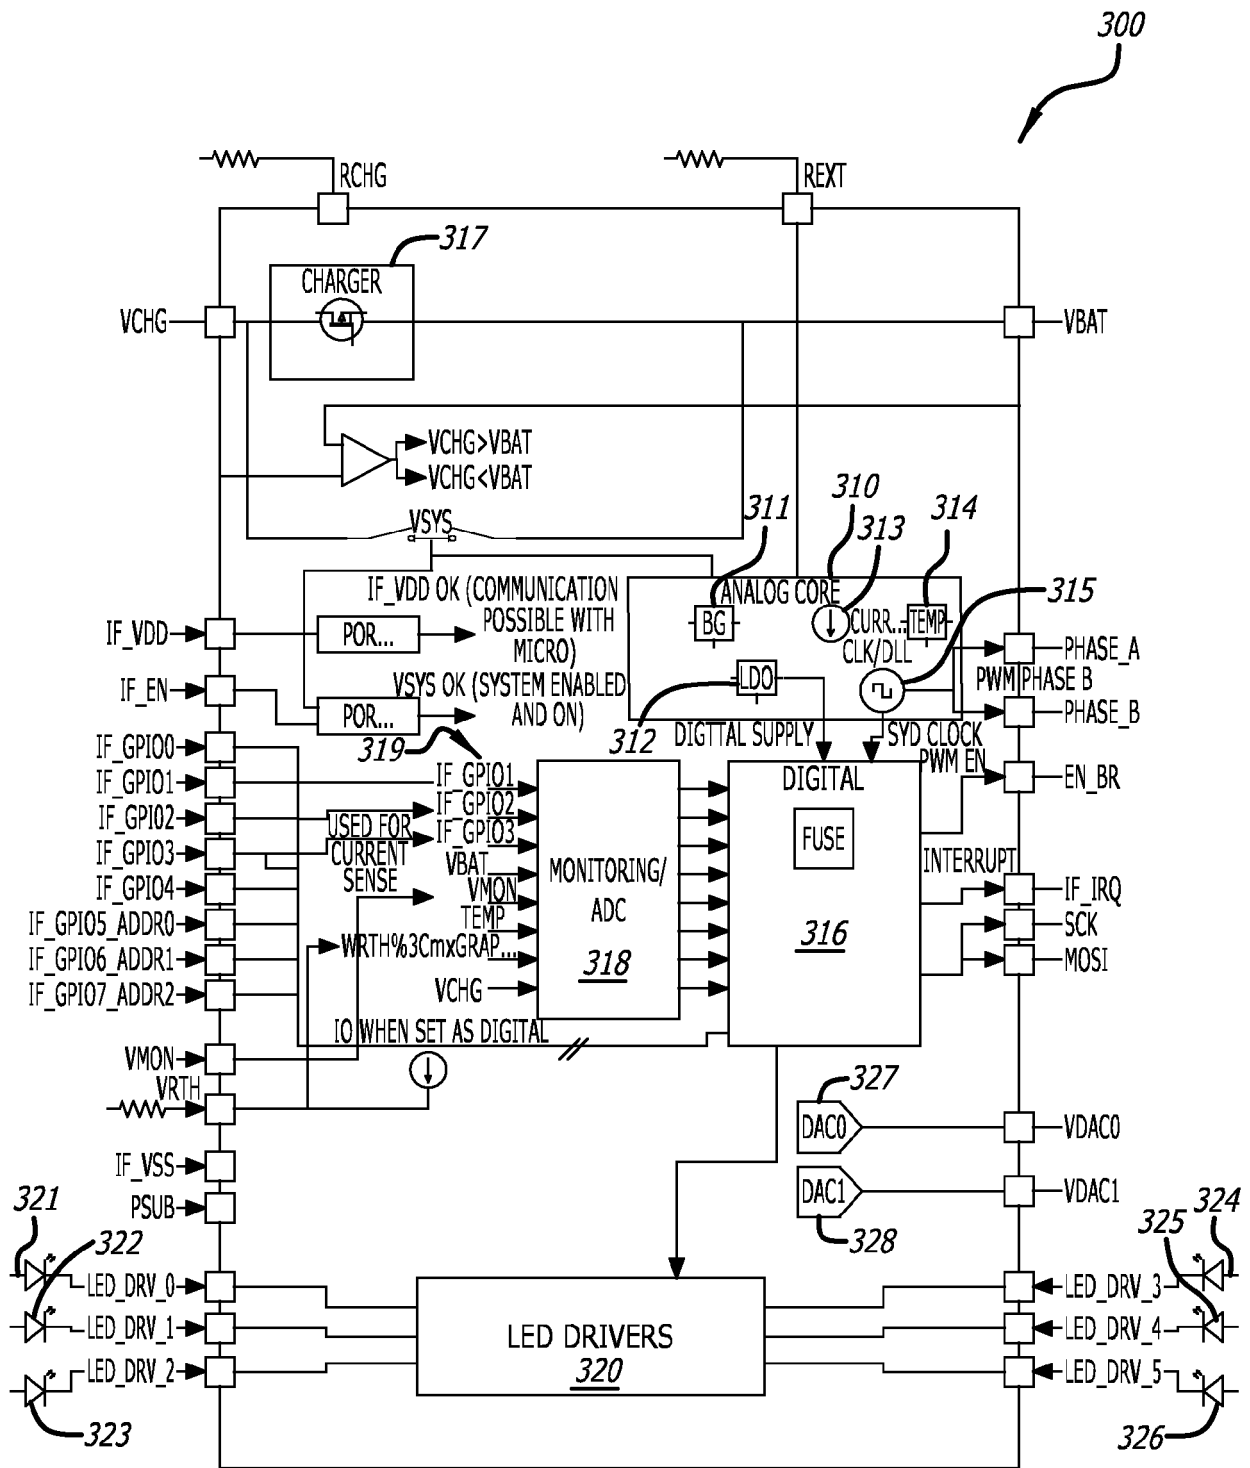 300
RCHG
REXT
317
CHARGER
VCHG
VBAT
VCHG>VBAT
VCHG<VBAT
VSYS
311
310
313
314
315
IF_VDD OK (COMMUNICATION
POSSIBLE WITH
MICRO)
ANALOG CORE
BG
CURR...
TEMP
CLK/DLL
IF_VDD
POR...
PHASE_A
IF_EN
VSYS OK (SYSTEM ENABLED
AND ON)
POR...
LDO
PWM PHASE B
PHASE_B
312
319
DIGTTAL SUPPLY
SYD CLOCK
PWM EN
IF_GPIO0
IF_GPIO1
IF_GPIO2
IF_GPIO3
IF_GPIO4
IF_GPIO5_ADDR0
IF_GPIO6_ADDR1
IF_GPIO7_ADDR2
USED FOR
CURRENT
SENSE
IF_GPIO1
IF_GPIO2
IF_GPIO3
VBAT
VMON
TEMP
WRTH%3CmxGRAP...
VCHG
MONITORING/
ADC
318
DIGITAL
FUSE
316
EN_BR
INTERRUPT
IF_IRQ
SCK
MOSI
IO WHEN SET AS DIGITAL
VMON
VRTH
327
DAC0
VDAC0
IF_VSS
PSUB
DAC1
VDAC1
328
321
322
323
LED_DRV_0
LED_DRV_1
LED_DRV_2
LED DRIVERS
320
324
325
LED_DRV_3
LED_DRV_4
LED_DRV_5
326